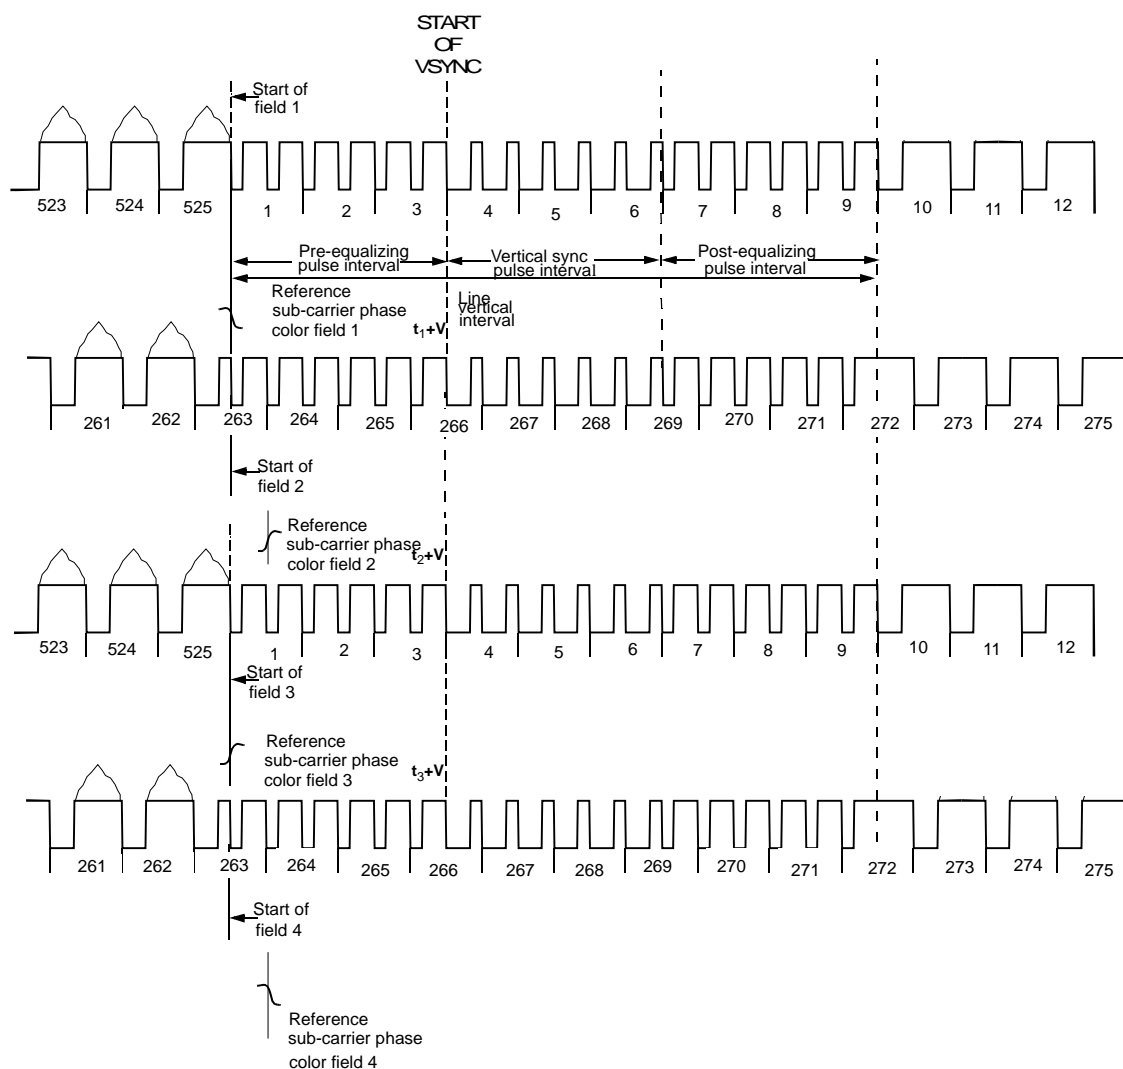 START
OF
VSYNC
Start of
field 1
523 524 525 1 2 3 4 5 6 7 8 9 10 11 12
Pre-equalizing
pulse interval
Vertical sync
pulse interval
Post-equalizing
pulse interval
Reference
sub-carrier phase
color field 1
t1+V
Line
vertical
interval
261 262 263 264 265 266 267 268 269 270 271 272 273 274 275
Start of
field 2
Reference
sub-carrier phase
color field 2
t2+V
523 524 525 1 2 3 4 5 6 7 8 9 10 11 12
Start of
field 3
Reference
sub-carrier phase
color field 3
t3+V
261 262 263 264 265 266 267 268 269 270 271 272 273 274 275
Start of
field 4
Reference
sub-carrier phase
color field 4